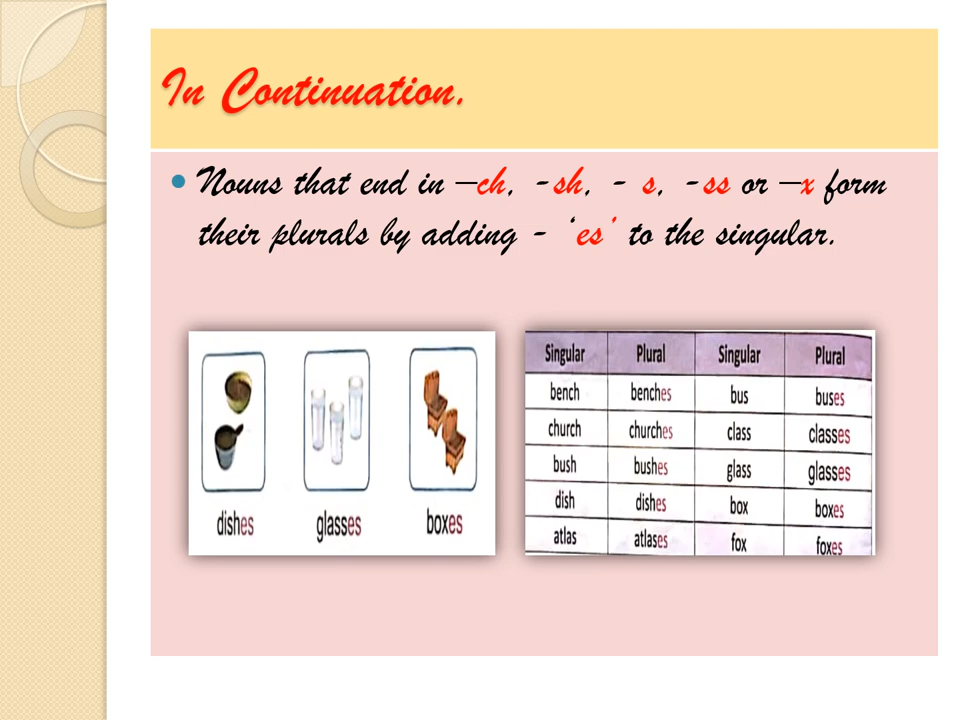 In Continuation.
Nouns that end in –ch, -sh, - s, -ss or –x form
their plurals by adding - ‘es’ to the singular.
dishes glasses boxes
Singular Plural Singular Plural
bench benches bus buses
church churches class classes
bush bushes glass glasses
dish dishes box boxes
atlas atlases fox foxes